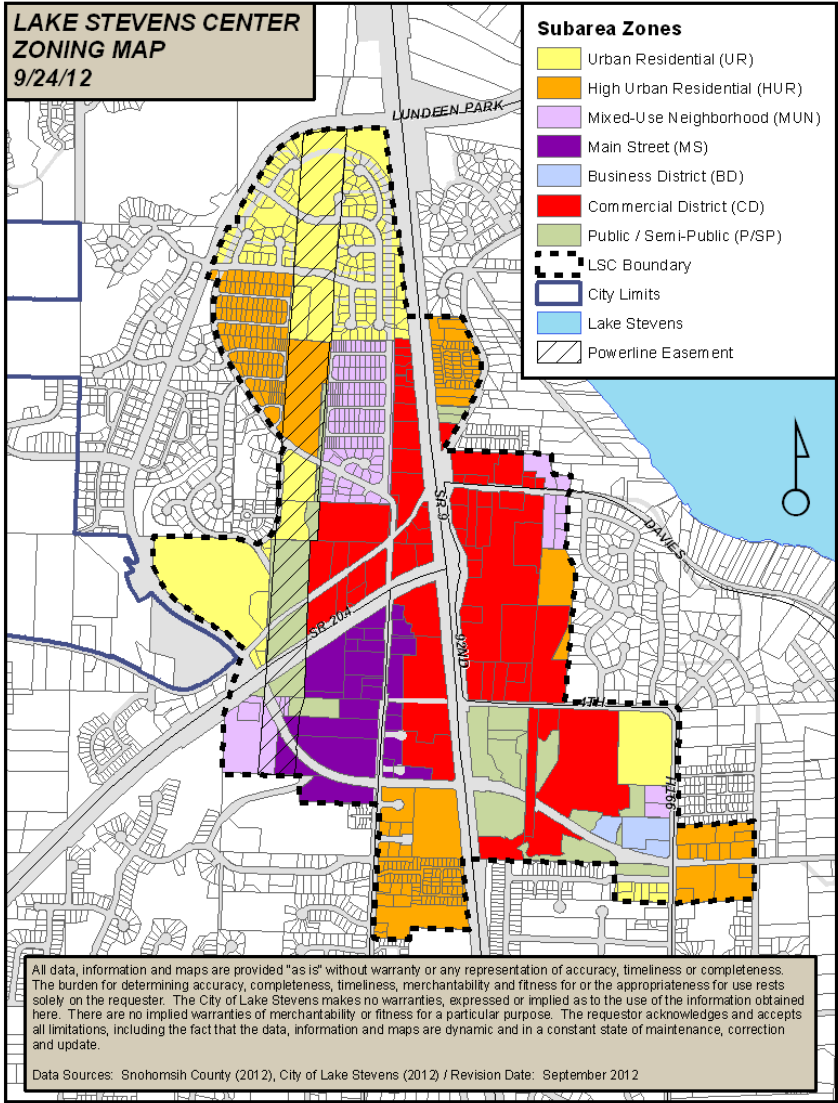 LAKE STEVENS CENTER
ZONING MAP
9/24/12
Subarea Zones
Urban Residential (UR)
High Urban Residential (HUR)
Mixed-Use Neighborhood (MUN)
Main Street (MS)
Business District (BD)
Commercial District (CD)
Public / Semi-Public (P/SP)
LSC Boundary
City Limits
Lake Stevens
Powerline Easement
LUNDEEN PARK
SR 9
DAVIES
SR 204
92ND
4TH
99TH
All data, information and maps are provided "as is" without warranty or any representation of accuracy, timeliness or completeness.
The burden for determining accuracy, completeness, timeliness, merchantability and fitness for or the appropriateness for use rests
solely on the requester.  The City of Lake Stevens makes no warranties, expressed or implied as to the use of the information obtained
here.  There are no implied warranties of merchantability or fitness for a particular purpose.  The requestor acknowledges and accepts
all limitations, including the fact that the data, information and maps are dynamic and in a constant state of maintenance, correction
and update.
Data Sources:  Snohomsih County (2012), City of Lake Stevens (2012) / Revision Date:  September 2012